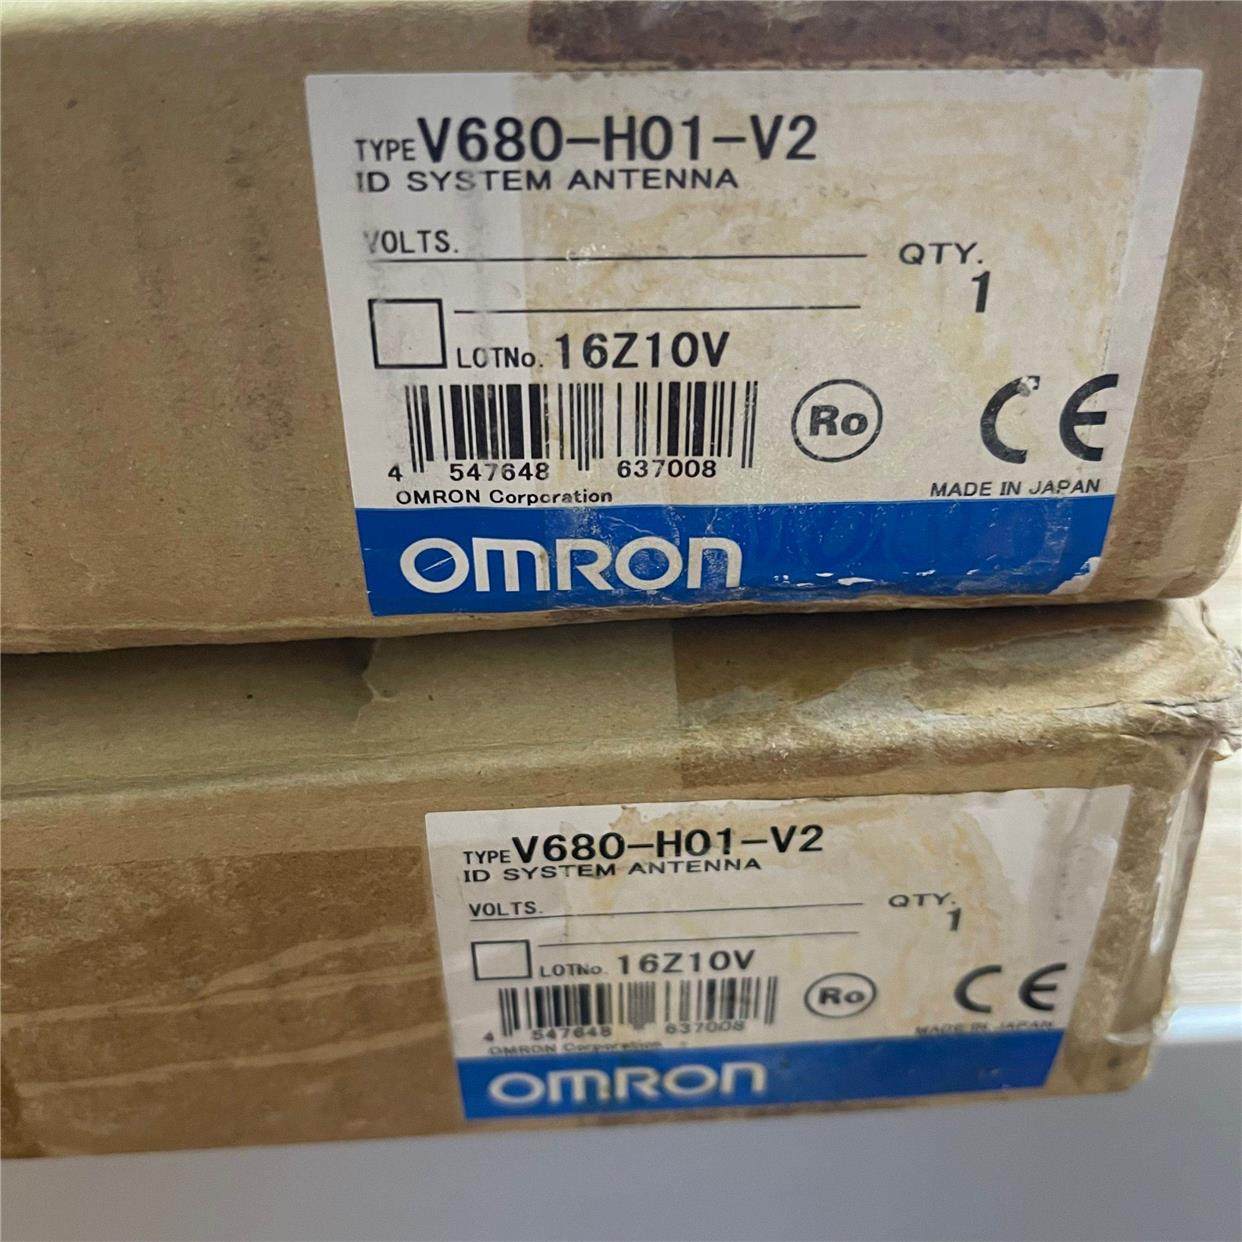 TYPE V680-H01-V2
ID SYSTEM ANTENNA
VOLTS.
QTY.
1
LOTNo. 16Z10V
4 547648 637008
Ro
CE
OMRON Corporation
MADE IN JAPAN
OMRON
TYPE V680-H01-V2
ID SYSTEM ANTENNA
VOLTS.
QTY.
1
LOTNo. 16Z10V
4 547648 637008
Ro
CE
OMRON Corporation
MADE IN JAPAN
OMRON